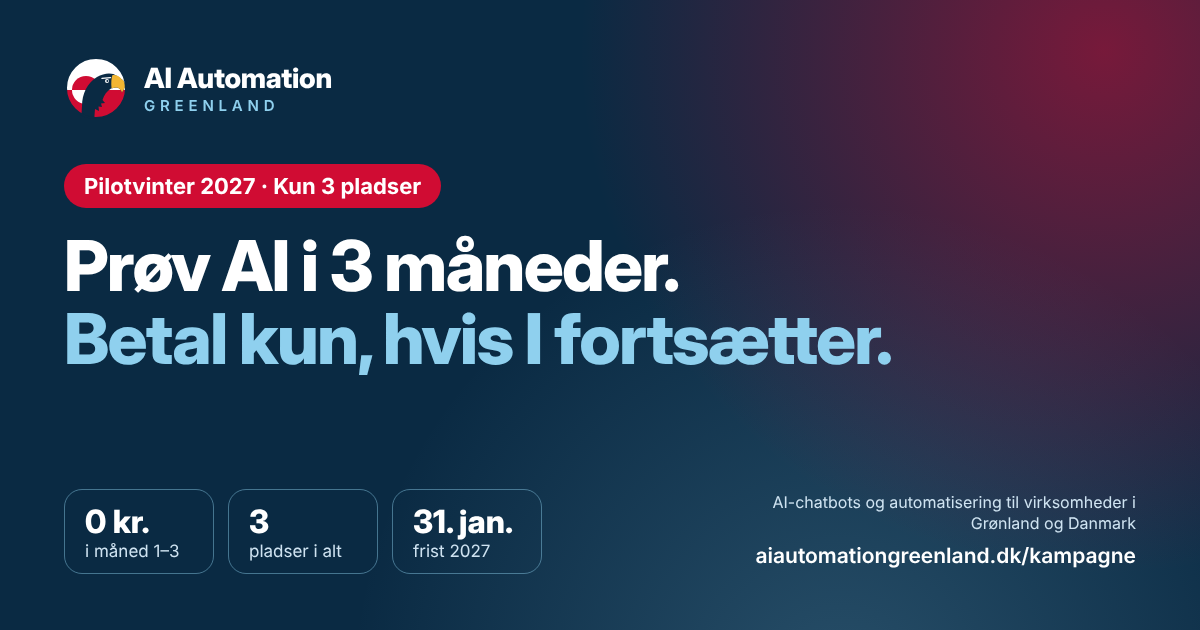 AI Automation
GREENLAND
Pilotvinter 2027 · Kun 3 pladser
Prøv AI i 3 måneder.
Betal kun, hvis I fortsætter.
0 kr.
i måned 1–3
3
pladser i alt
31. jan.
frist 2027
AI-chatbots og automatisering til virksomheder i
Grønland og Danmark
aiautomationgreenland.dk/kampagne